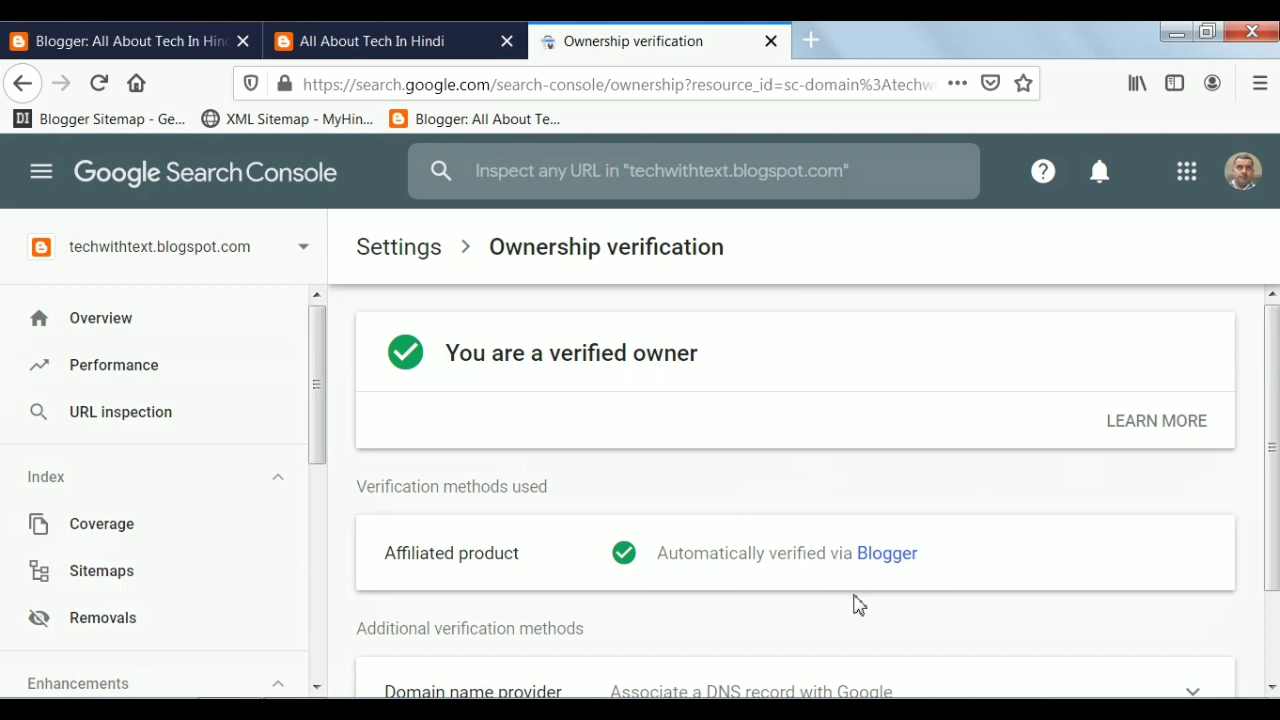 Blogger: All About Tech In Hind
All About Tech In Hindi
Ownership verification
https://search.google.com/search-console/ownership?resource_id=sc-domain%3Atechw
Blogger Sitemap - Ge...
XML Sitemap - MyHin...
Blogger: All About Te...
Google Search Console
Inspect any URL in "techwithtext.blogspot.com"
techwithtext.blogspot.com
Settings > Ownership verification
Overview
Performance
URL inspection
Index
Coverage
Sitemaps
Removals
Enhancements
You are a verified owner
LEARN MORE
Verification methods used
Affiliated product
Automatically verified via Blogger
Additional verification methods
Domain name provider
Associate a DNS record with Google